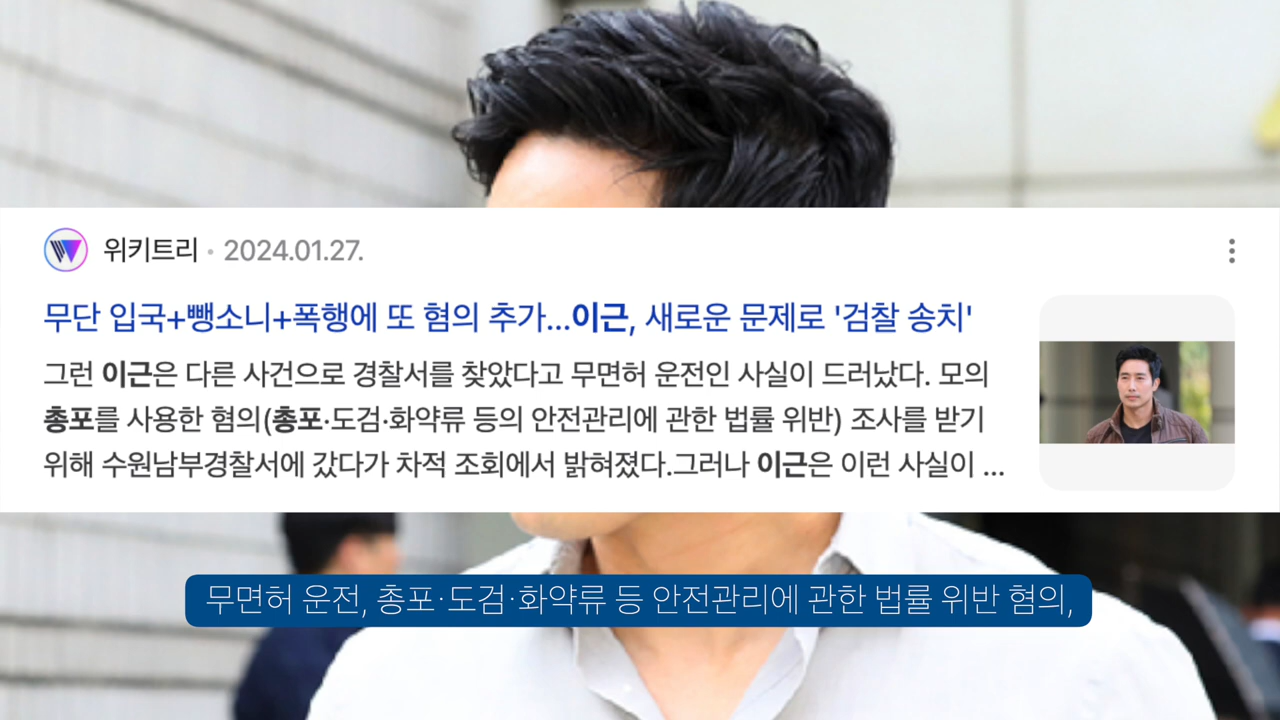 위키트리 • 2024.01.27.
무단 입국+뺑소니+폭행에 또 혐의 추가...이근, 새로운 문제로 '검찰 송치'
그런 이근은 다른 사건으로 경찰서를 찾았다고 무면허 운전인 사실이 드러났다. 모의
총포를 사용한 혐의(총포·도검·화약류 등의 안전관리에 관한 법률 위반) 조사를 받기
위해 수원남부경찰서에 갔다가 차적 조회에서 밝혀졌다.그러나 이근은 이런 사실이 ...
무면허 운전, 총포·도검·화약류 등 안전관리에 관한 법률 위반 혐의,